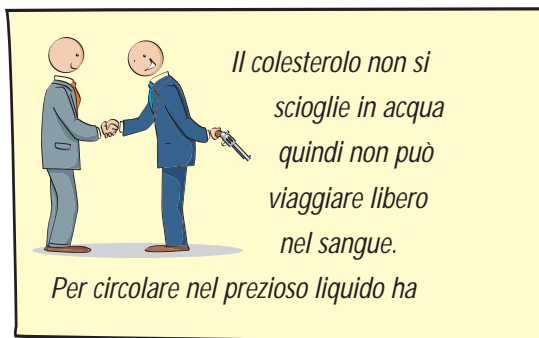 Il colesterolo non si
scioglie in acqua
quindi non può
viaggiare libero
nel sangue.
Per circolare nel prezioso liquido ha